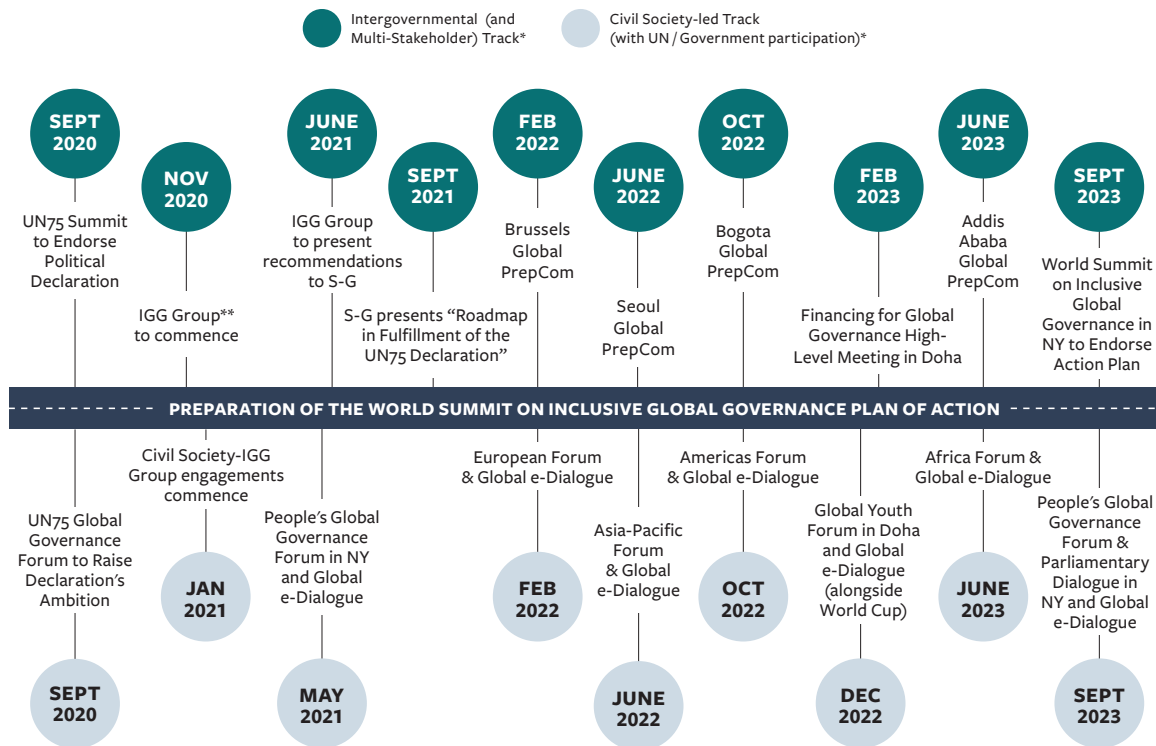 Intergovernmental (and
Multi-Stakeholder) Track*
Civil Society-led Track
(with UN / Government participation)*
SEPT
2020
UN75 Summit
to Endorse
Political
Declaration
NOV
2020
IGG Group**
to commence
JUNE
2021
IGG Group
to present
recommendations
to S-G
SEPT
2021
S-G presents “Roadmap
in Fulfillment of the
UN75 Declaration”
FEB
2022
Brussels
Global
PrepCom
JUNE
2022
Seoul
Global
PrepCom
OCT
2022
Bogota
Global
PrepCom
FEB
2023
Financing for Global
Governance High-
Level Meeting in Doha
JUNE
2023
Addis
Ababa
Global
PrepCom
SEPT
2023
World Summit
on Inclusive
Global
Governance in
NY to Endorse
Action Plan
PREPARATION OF THE WORLD SUMMIT ON INCLUSIVE GLOBAL GOVERNANCE PLAN OF ACTION
UN75 Global
Governance
Forum to Raise
Declaration's
Ambition
SEPT
2020
Civil Society-IGG
Group engagements
commence
JAN
2021
People's Global
Governance
Forum in NY
and Global
e-Dialogue
MAY
2021
European Forum
& Global e-Dialogue
FEB
2022
Asia-Pacific
Forum
& Global
e-Dialogue
JUNE
2022
Americas Forum
& Global e-Dialogue
OCT
2022
Global Youth
Forum in Doha
and Global
e-Dialogue
(alongside
World Cup)
DEC
2022
Africa Forum &
Global e-Dialogue
JUNE
2023
People's Global
Governance
Forum &
Parliamentary
Dialogue in
NY and Global
e-Dialogue
SEPT
2023